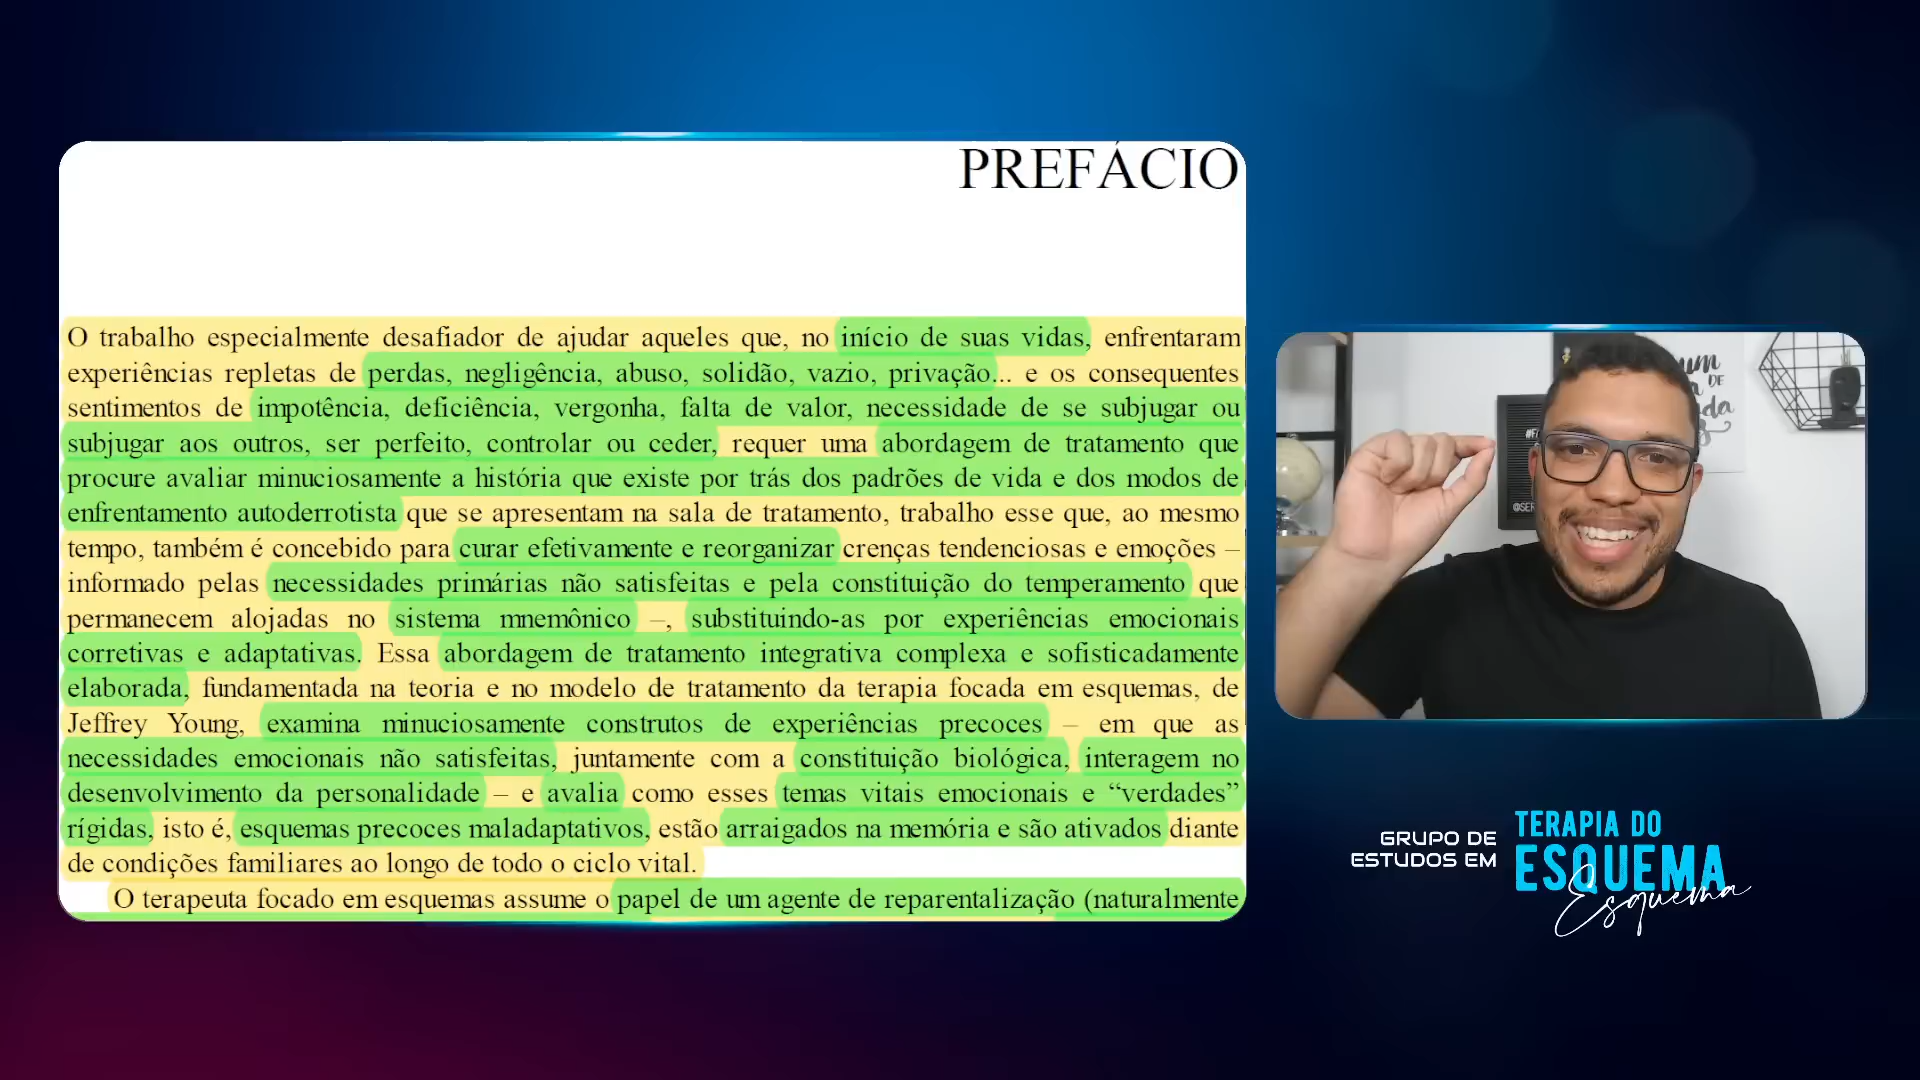 PREFÁCIO
O trabalho especialmente desafiador de ajudar aqueles que, no início de suas vidas, enfrentaram
experiências repletas de perdas, negligência, abuso, solidão, vazio, privação... e os consequentes
sentimentos de impotência, deficiência, vergonha, falta de valor, necessidade de se subjugar ou
subjugar aos outros, ser perfeito, controlar ou ceder, requer uma abordagem de tratamento que
procure avaliar minuciosamente a história que existe por trás dos padrões de vida e dos modos de
enfrentamento autoderrotista que se apresentam na sala de tratamento, trabalho esse que, ao mesmo
tempo, também é concebido para curar efetivamente e reorganizar crenças tendenciosas e emoções –
informado pelas necessidades primárias não satisfeitas e pela constituição do temperamento que
permanecem alojadas no sistema mnemônico –, substituindo-as por experiências emocionais
corretivas e adaptativas. Essa abordagem de tratamento integrativa complexa e sofisticadamente
elaborada, fundamentada na teoria e no modelo de tratamento da terapia focada em esquemas, de
Jeffrey Young, examina minuciosamente construtos de experiências precoces – em que as
necessidades emocionais não satisfeitas, juntamente com a constituição biológica, interagem no
desenvolvimento da personalidade – e avalia como esses temas vitais emocionais e “verdades”
rígidas, isto é, esquemas precoces maladaptativos, estão arraigados na memória e são ativados diante
de condições familiares ao longo de todo o ciclo vital.
O terapeuta focado em esquemas assume o papel de um agente de reparentalização (naturalmente
um
DE
da
@SER
GRUPO DE
ESTUDOS EM
TERAPIA DO
ESQUEMA
Esquema